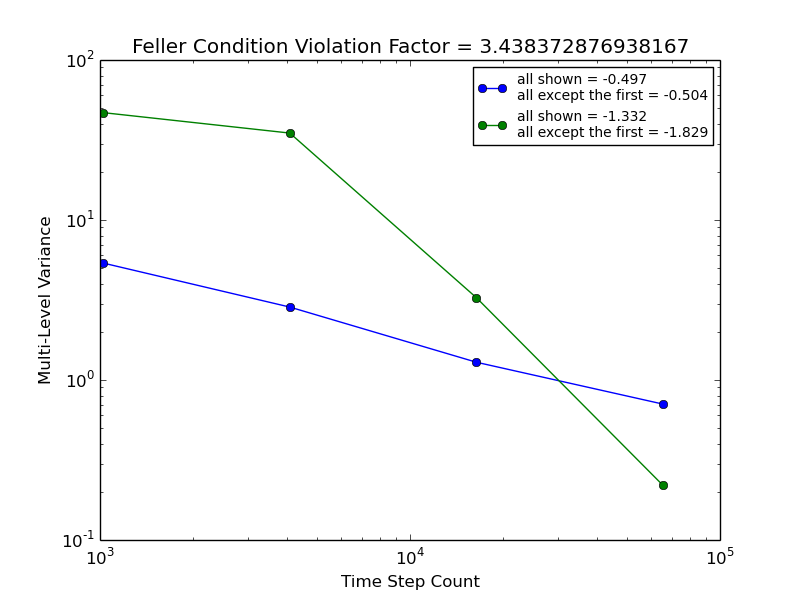 Feller Condition Violation Factor = 3.438372876938167
10^2
all shown = -0.497
all except the first = -0.504
all shown = -1.332
all except the first = -1.829
10^1
Multi-Level Variance
10^0
10^-1
10^3
10^4
10^5
Time Step Count